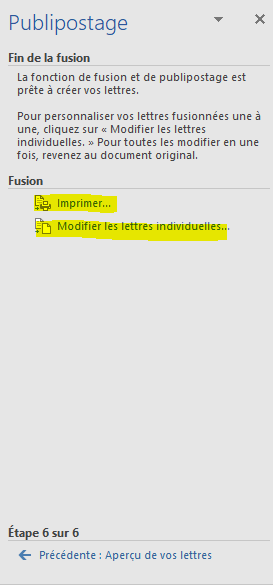 Publipostage
Fin de la fusion
La fonction de fusion et de publipostage est
prête à créer vos lettres.
Pour personnaliser vos lettres fusionnées une à
une, cliquez sur « Modifier les lettres
individuelles. » Pour toutes les modifier en une
fois, revenez au document original.
Fusion
Imprimer...
Modifier les lettres individuelles...
Étape 6 sur 6
Précédente : Aperçu de vos lettres